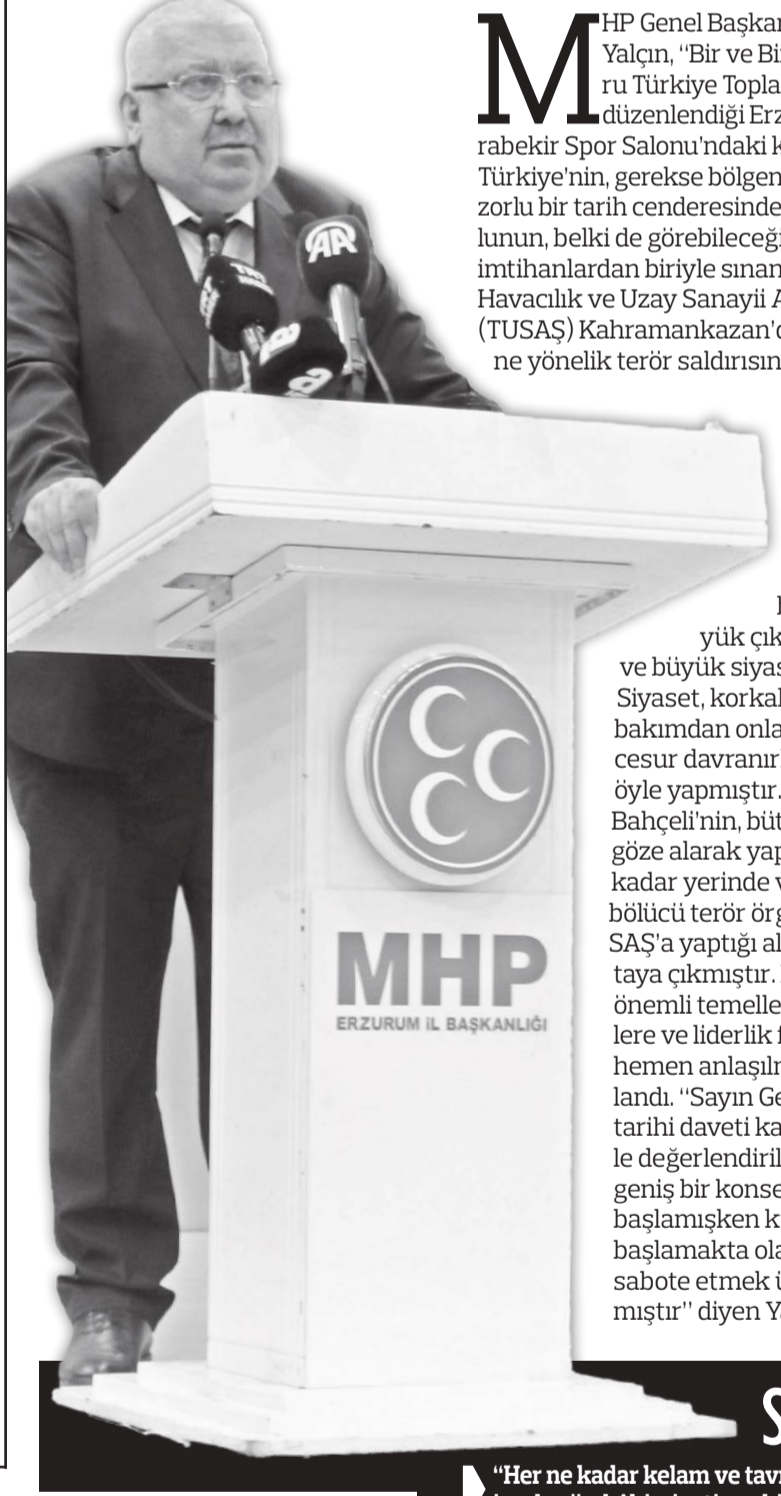 MHP Genel Başkan
Yalçın, “Bir ve Bi
ru Türkiye Topla
düzenlendiği Erz
rabekir Spor Salonu’ndaki k
Türkiye’nin, gerekse bölgen
zorlu bir tarih cenderesinde
lunun, belki de görebileceği
imtihanlardan biriyle sınan
Havacılık ve Uzay Sanayii A
(TUSAŞ) Kahramankazan’d
ne yönelik terör saldırısın
yük çık
ve büyük siyas
Siyaset, korkal
bakımdan onla
cesur davranır
öyle yapmıştır.
Bahçeli’nin, büt
göze alarak yap
kadar yerinde v
bölücü terör örg
SAŞ’a yaptığı al
taya çıkmıştır.
önemli temelle
lere ve liderlik f
hemen anlaşılm
landı. “Sayın Ge
tarihi daveti ka
le değerlendiril
geniş bir konse
başlamışken k
başlamakta ola
sabote etmek ü
mıştır” diyen Ya
AA
MHP
ERZURUM İL BAŞKANLIĞI
S
“Her ne kadar kelam ve tavr